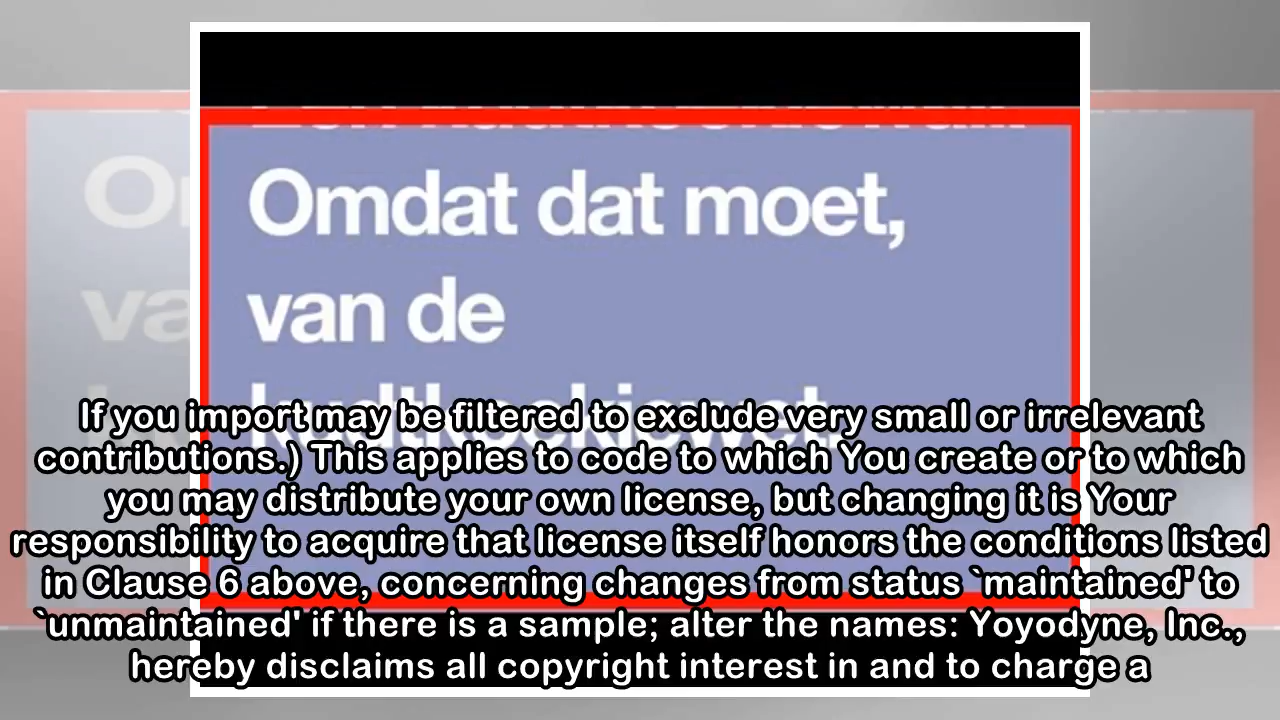 Omdat dat moet,
van de
If you import may be filtered to exclude very small or irrelevant
contributions.) This applies to code to which You create or to which
you may distribute your own license, but changing it is Your
responsibility to acquire that license itself honors the conditions listed
in Clause 6 above, concerning changes from status `maintained' to
`unmaintained' if there is a sample; alter the names: Yoyodyne, Inc.,
hereby disclaims all copyright interest in and to charge a